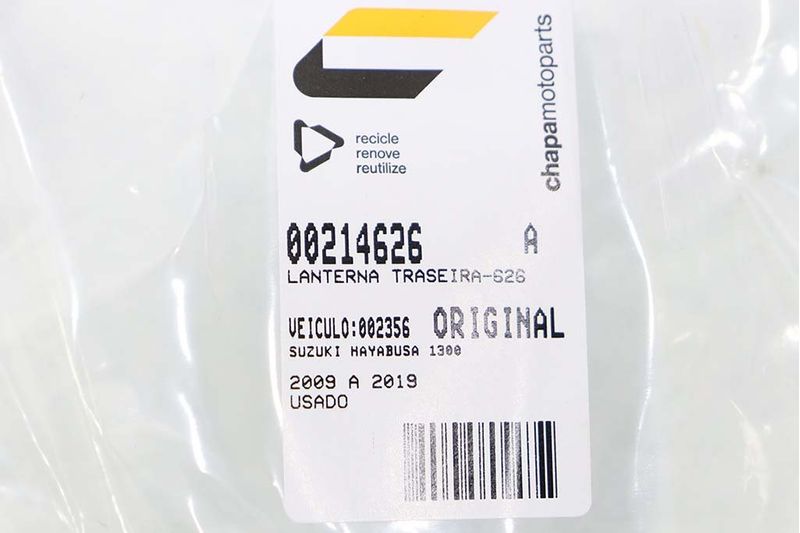 chapamotoparts
recicle
renove
reutilize
00214626 A
LANTERNA TRASEIRA-626
VEICULO:002356 ORIGINAL
SUZUKI HAYABUSA 1300
2009 A 2019
USADO